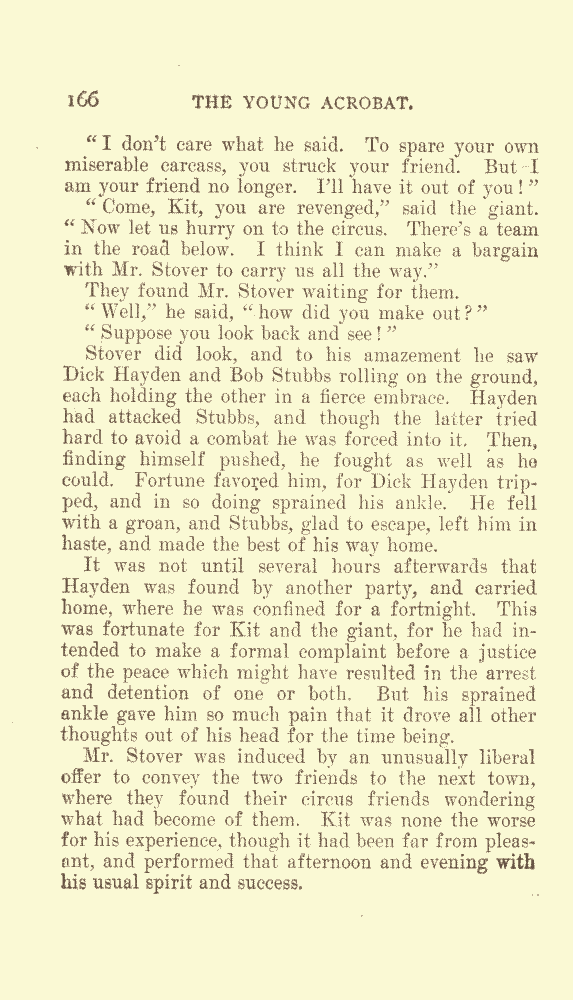 166 THE YOUNG ACROBAT.
"I don't care what he said. To spare your own
miserable carcass, you struck your friend. But I
am your friend no longer. I'll have it out of you!"
"Come, Kit, you are revenged," said the giant.
"Now let us hurry on to the circus. There's a team
in the road below. I think I can make a bargain
with Mr. Stover to carry us all the way."
They found Mr. Stover waiting for them.
"Well," he said, "how did you make out?"
"Suppose you look back and see!"
Stover did look, and to his amazement he saw
Dick Hayden and Bob Stubbs rolling on the ground,
each holding the other in a fierce embrace. Hayden
had attacked Stubbs, and though the latter tried
hard to avoid a combat he was forced into it. Then,
finding himself pushed, he fought as well as he
could. Fortune favored him, for Dick Hayden trip-
ped, and in so doing sprained his ankle. He fell
with a groan, and Stubbs, glad to escape, left him in
haste, and made the best of his way home.
It was not until several hours afterwards that
Hayden was found by another party, and carried
home, where he was confined for a fortnight. This
was fortunate for Kit and the giant, for he had in-
tended to make a formal complaint before a justice
of the peace which might have resulted in the arrest
and detention of one or both. But his sprained
ankle gave him so much pain that it drove all other
thoughts out of his head for the time being.
Mr. Stover was induced by an unusually liberal
offer to convey the two friends to the next town,
where they found their circus friends wondering
what had become of them. Kit was none the worse
for his experience, though it had been far from pleas-
ant, and performed that afternoon and evening with
his usual spirit and success.